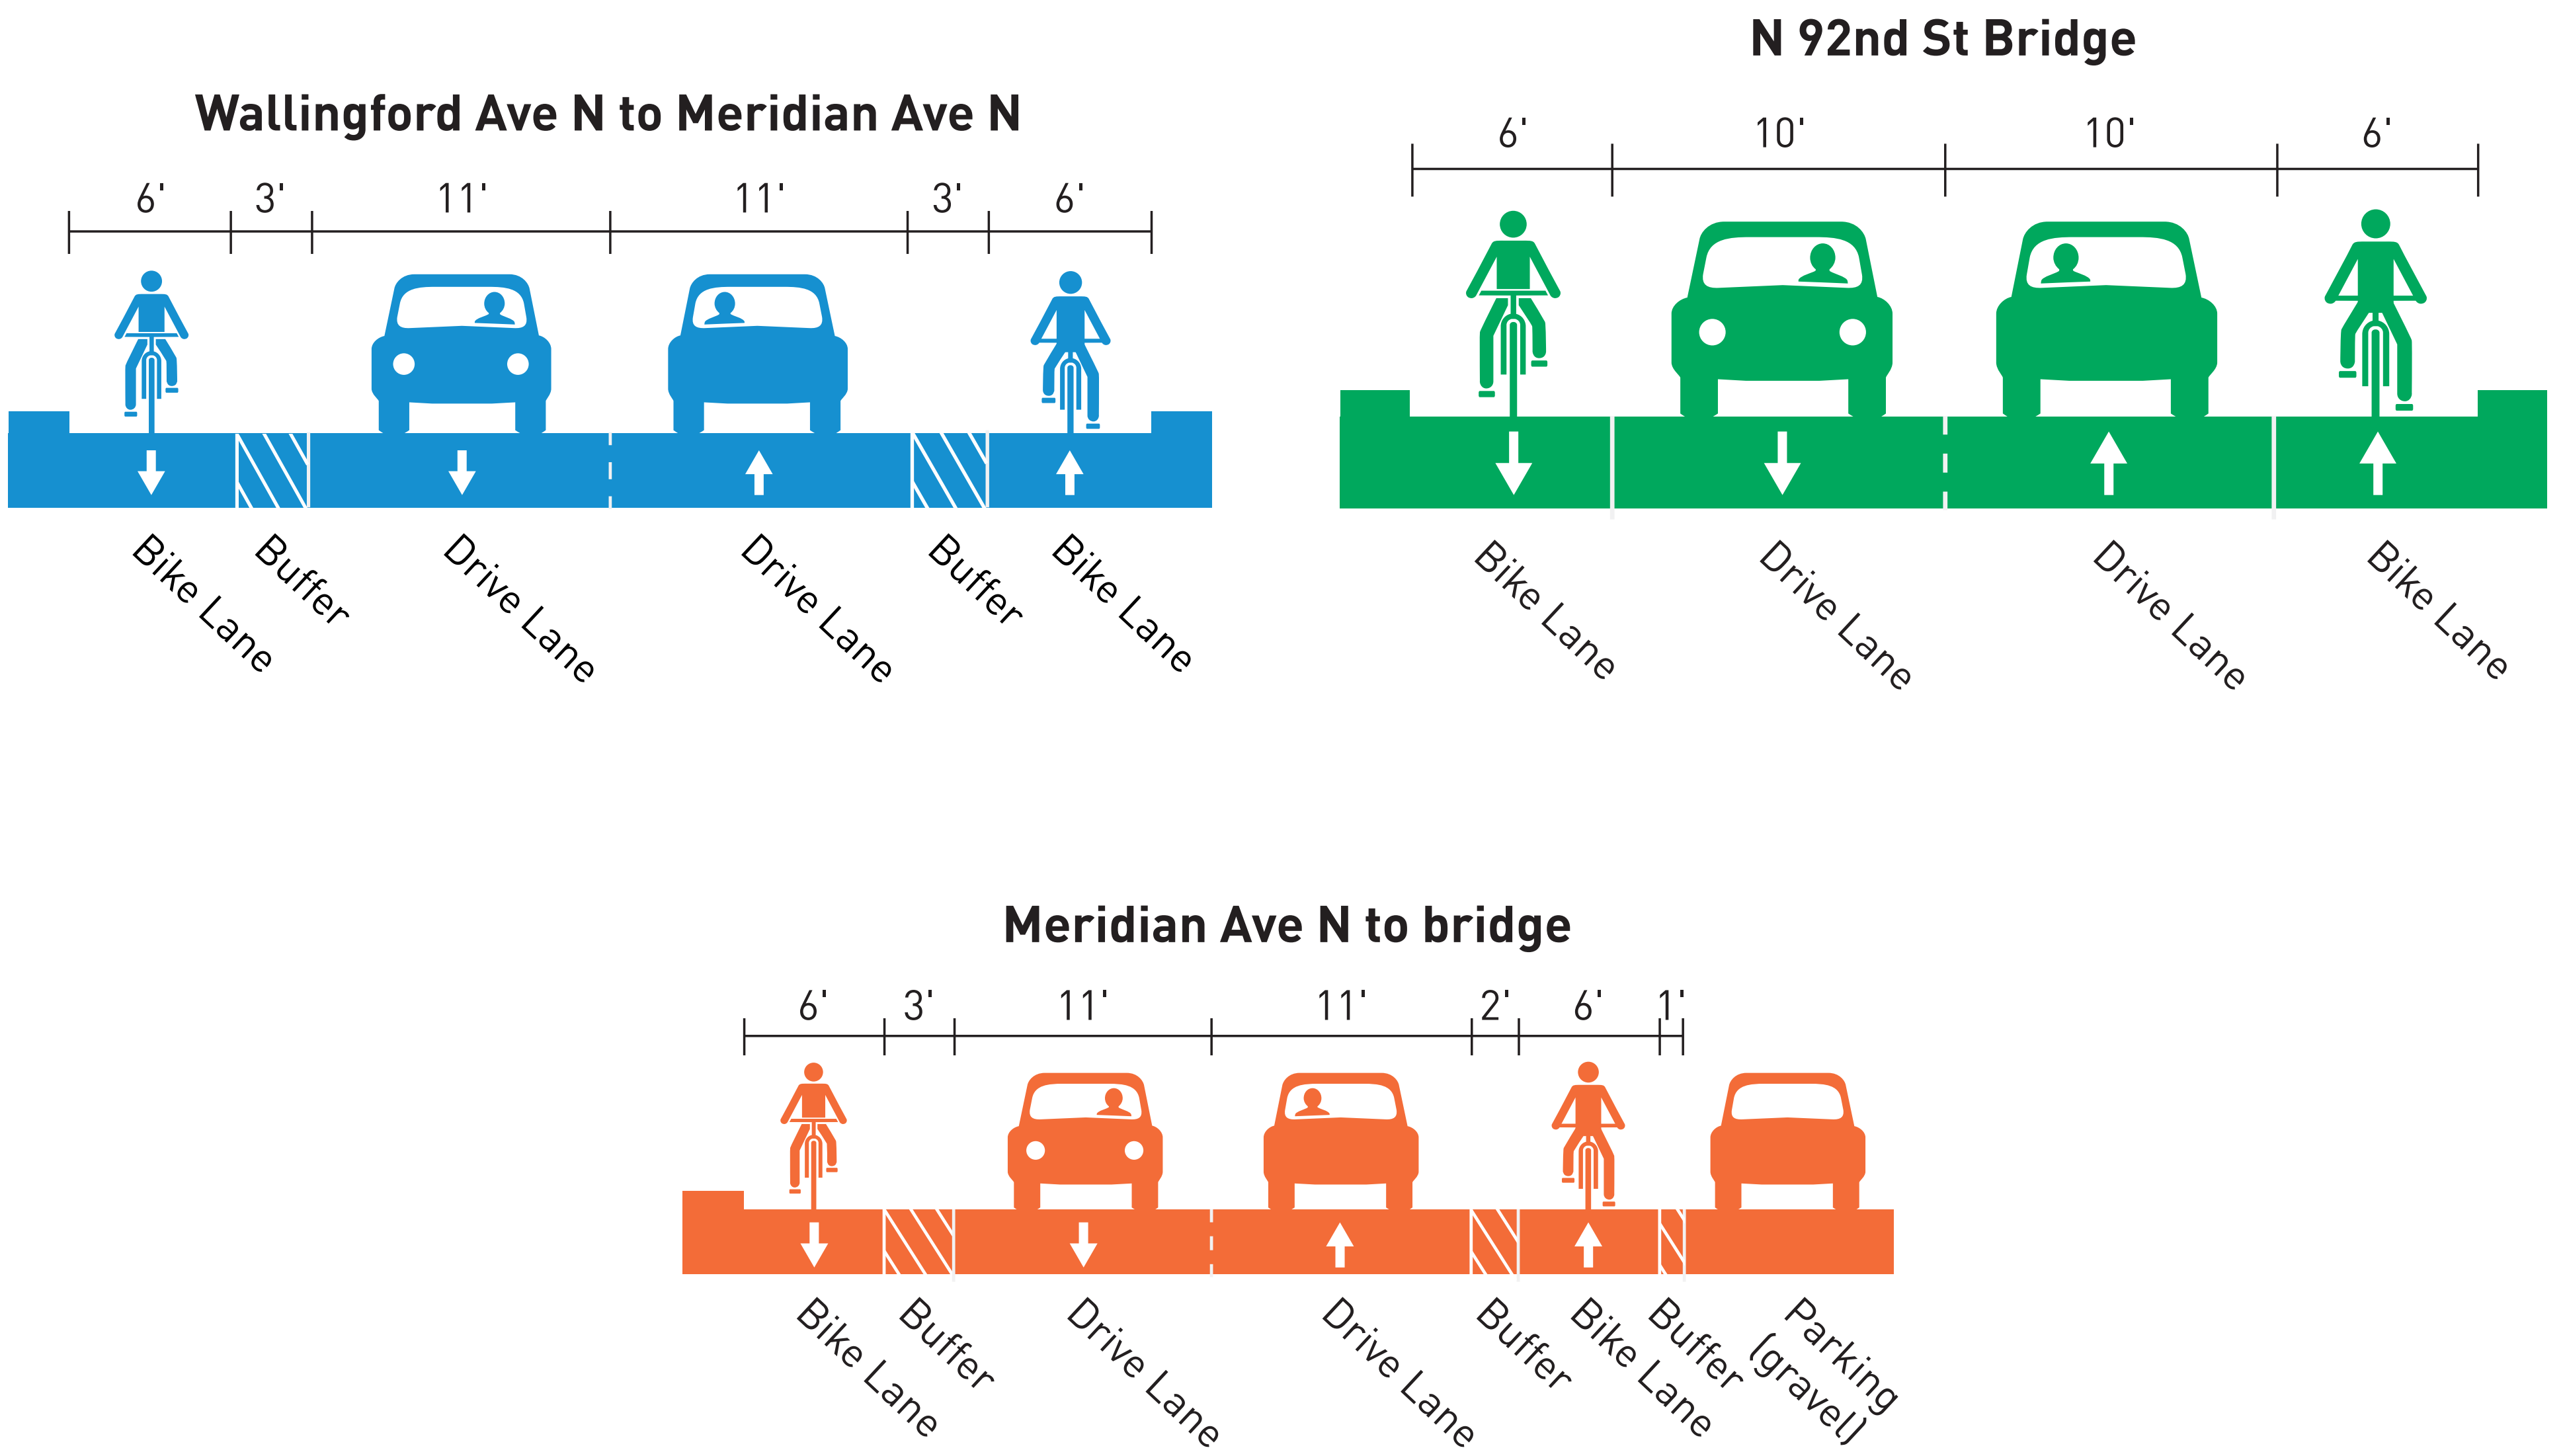 Wallingford Ave N to Meridian Ave N
6' 3' 11' 11' 3' 6'
Bike Lane
Buffer
Drive Lane
Drive Lane
Buffer
Bike Lane
N 92nd St Bridge
6' 10' 10' 6'
Bike Lane
Drive Lane
Drive Lane
Bike Lane
Meridian Ave N to bridge
6' 3' 11' 11' 2' 6' 1'
Bike Lane
Buffer
Drive Lane
Drive Lane
Buffer
Bike Lane
Buffer
Parking
(gravel)